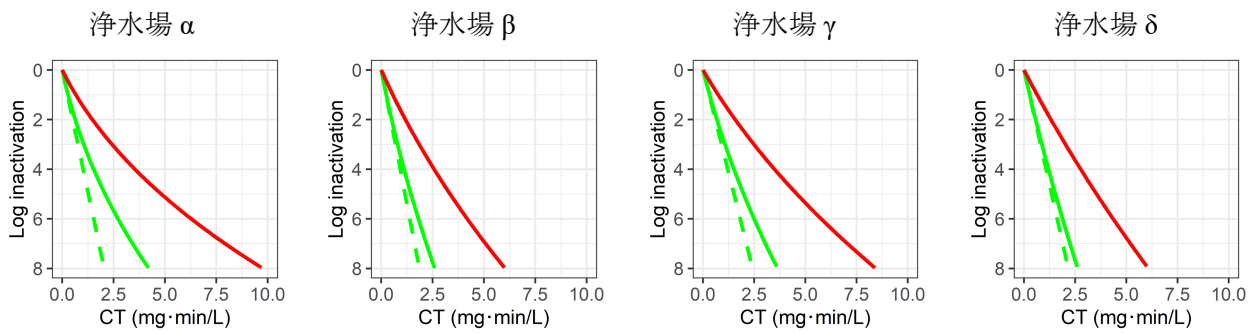 浄水場 α
Log inactivation
0
2
4
6
8
0.0 2.5 5.0 7.5 10.0
CT (mg·min/L)
浄水場 β
Log inactivation
0
2
4
6
8
0.0 2.5 5.0 7.5 10.0
CT (mg·min/L)
浄水場 γ
Log inactivation
0
2
4
6
8
0.0 2.5 5.0 7.5 10.0
CT (mg·min/L)
浄水場 δ
Log inactivation
0
2
4
6
8
0.0 2.5 5.0 7.5 10.0
CT (mg·min/L)